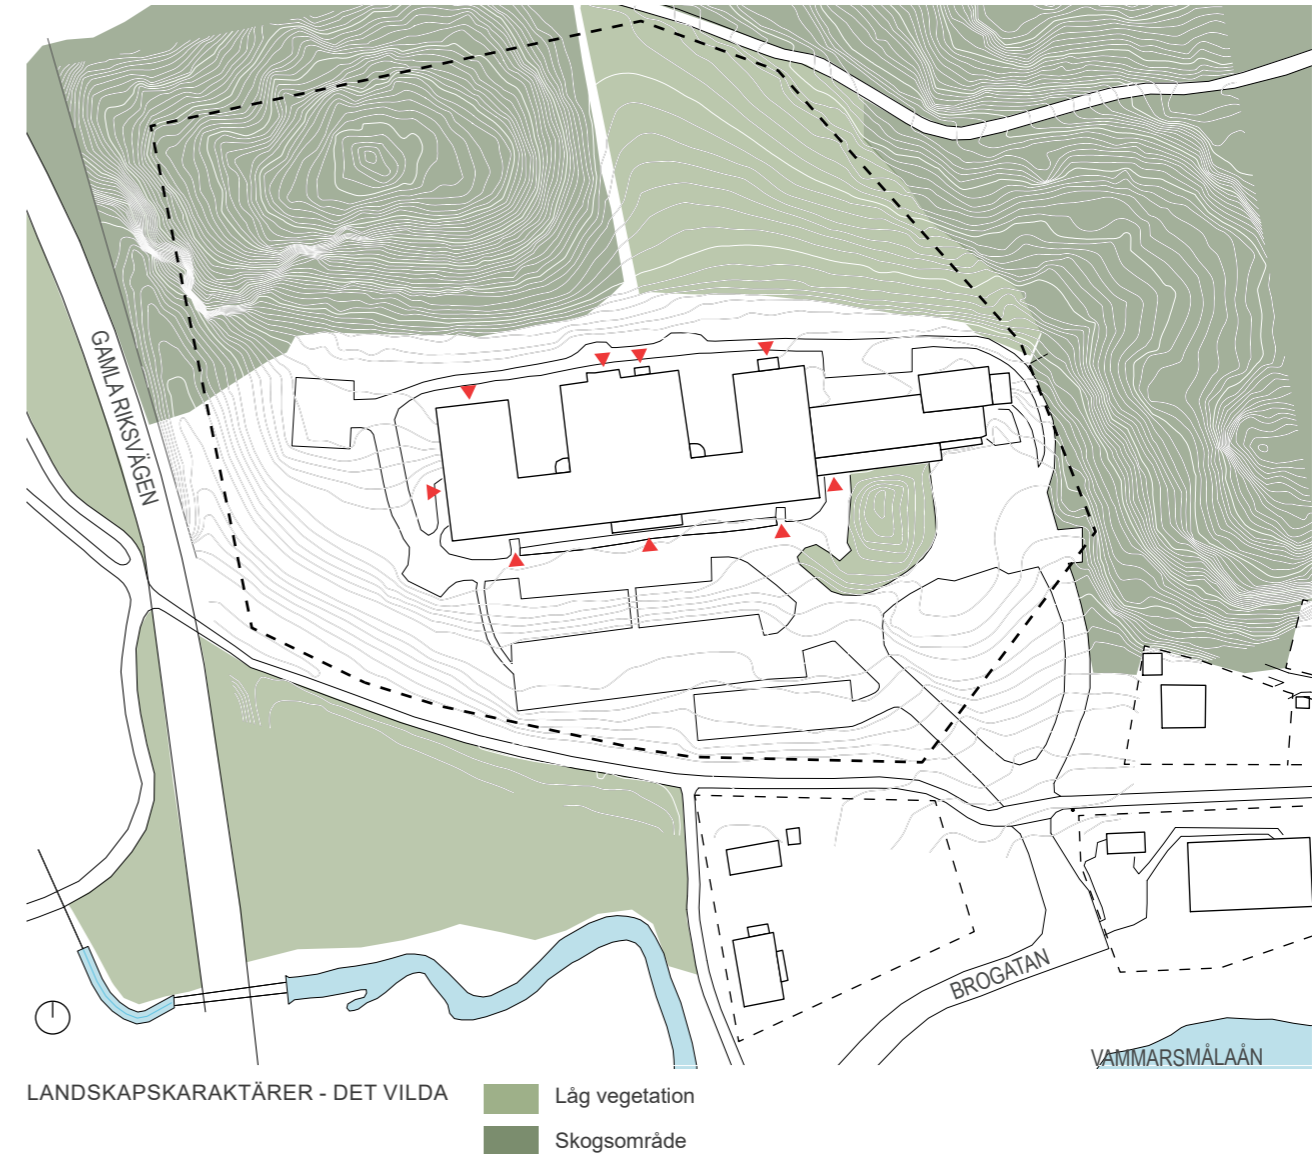 GAMLA RIKSVÄGEN
BROGATAN
VAMMARSMÅLAÅN
LANDSKAPSKARAKTÄRER - DET VILDA
Låg vegetation
Skogsområde